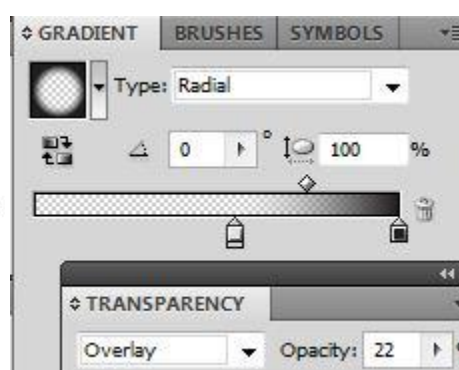 GRADIENT BRUSHES SYMBOLS
Type: Radial
0 ° 100 %
TRANSPARENCY
Overlay Opacity: 22